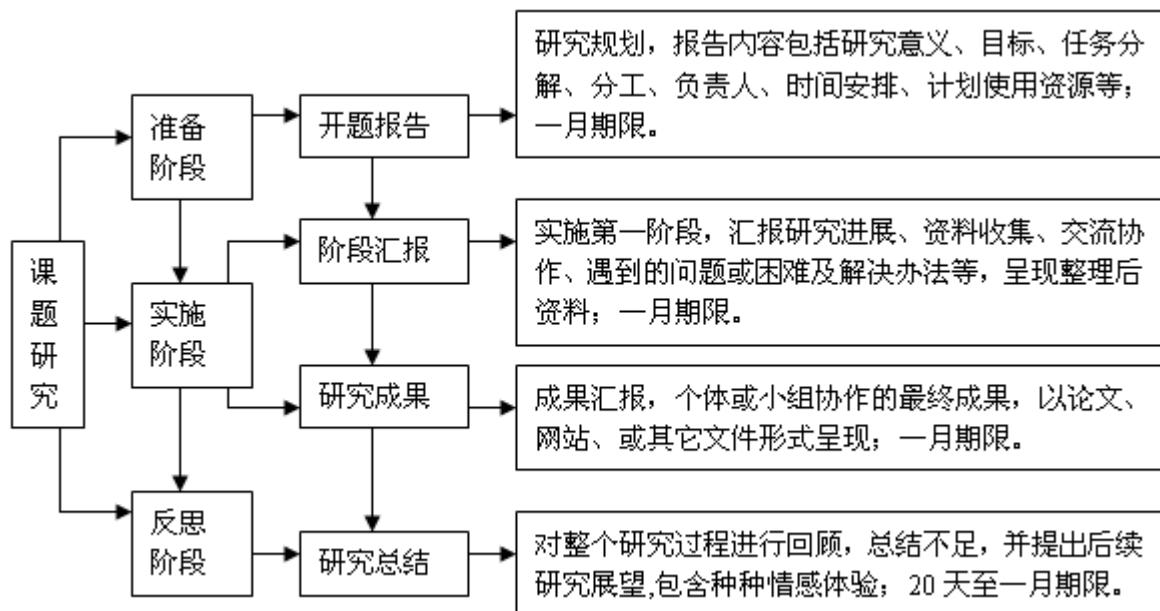 课
题
研
究
准备
阶段
实施
阶段
反思
阶段
开题报告
阶段汇报
研究成果
研究总结
研究规划，报告内容包括研究意义、目标、任务分
解、分工、负责人、时间安排、计划使用资源等；
一月期限。
实施第一阶段，汇报研究进展、资料收集、交流协
作、遇到的问题或困难及解决办法等，呈现整理后
资料；一月期限。
成果汇报，个体或小组协作的最终成果，以论文、
网站、或其它文件形式呈现；一月期限。
对整个研究过程进行回顾，总结不足，并提出后续
研究展望,包含种种情感体验；20 天至一月期限。